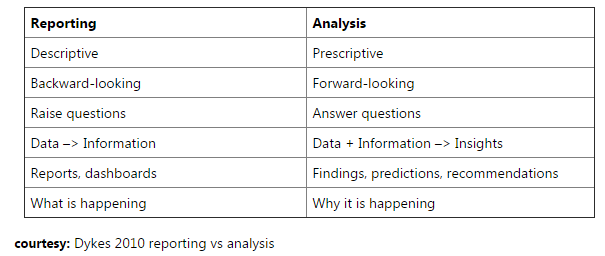 Reporting Analysis
Descriptive Prescriptive
Backward-looking Forward-looking
Raise questions Answer questions
Data –> Information Data + Information –> Insights
Reports, dashboards Findings, predictions, recommendations
What is happening Why it is happening
courtesy: Dykes 2010 reporting vs analysis